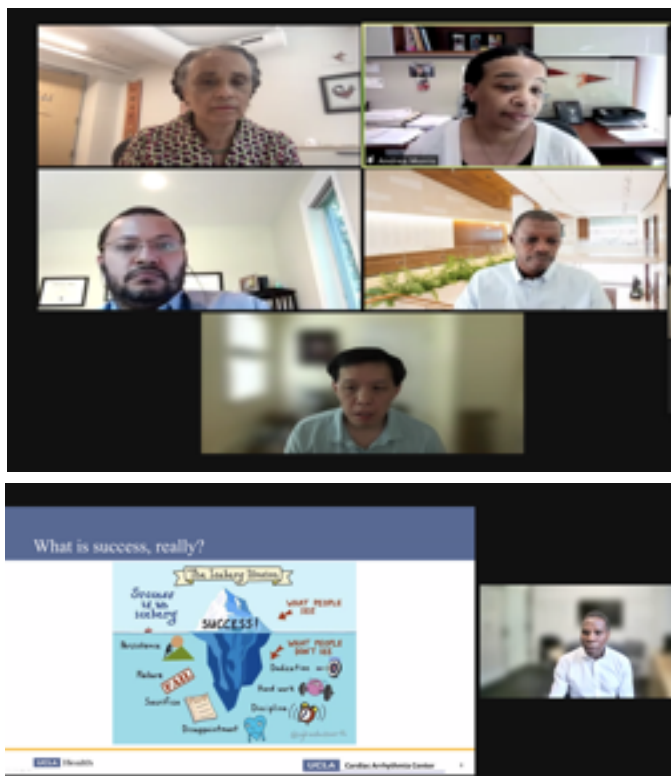 What is success, really?
The Iceberg Illusion
Success
is an
iceberg
WHAT PEOPLE
SEE
SUCCESS!
WHAT PEOPLE
DON'T SEE
Persistence
Failure
FAIL
Sacrifice
Disappointment
Dedication
Hard work
Discipline
UCLA Health
UCLA Cardiac Arrhythmia Center